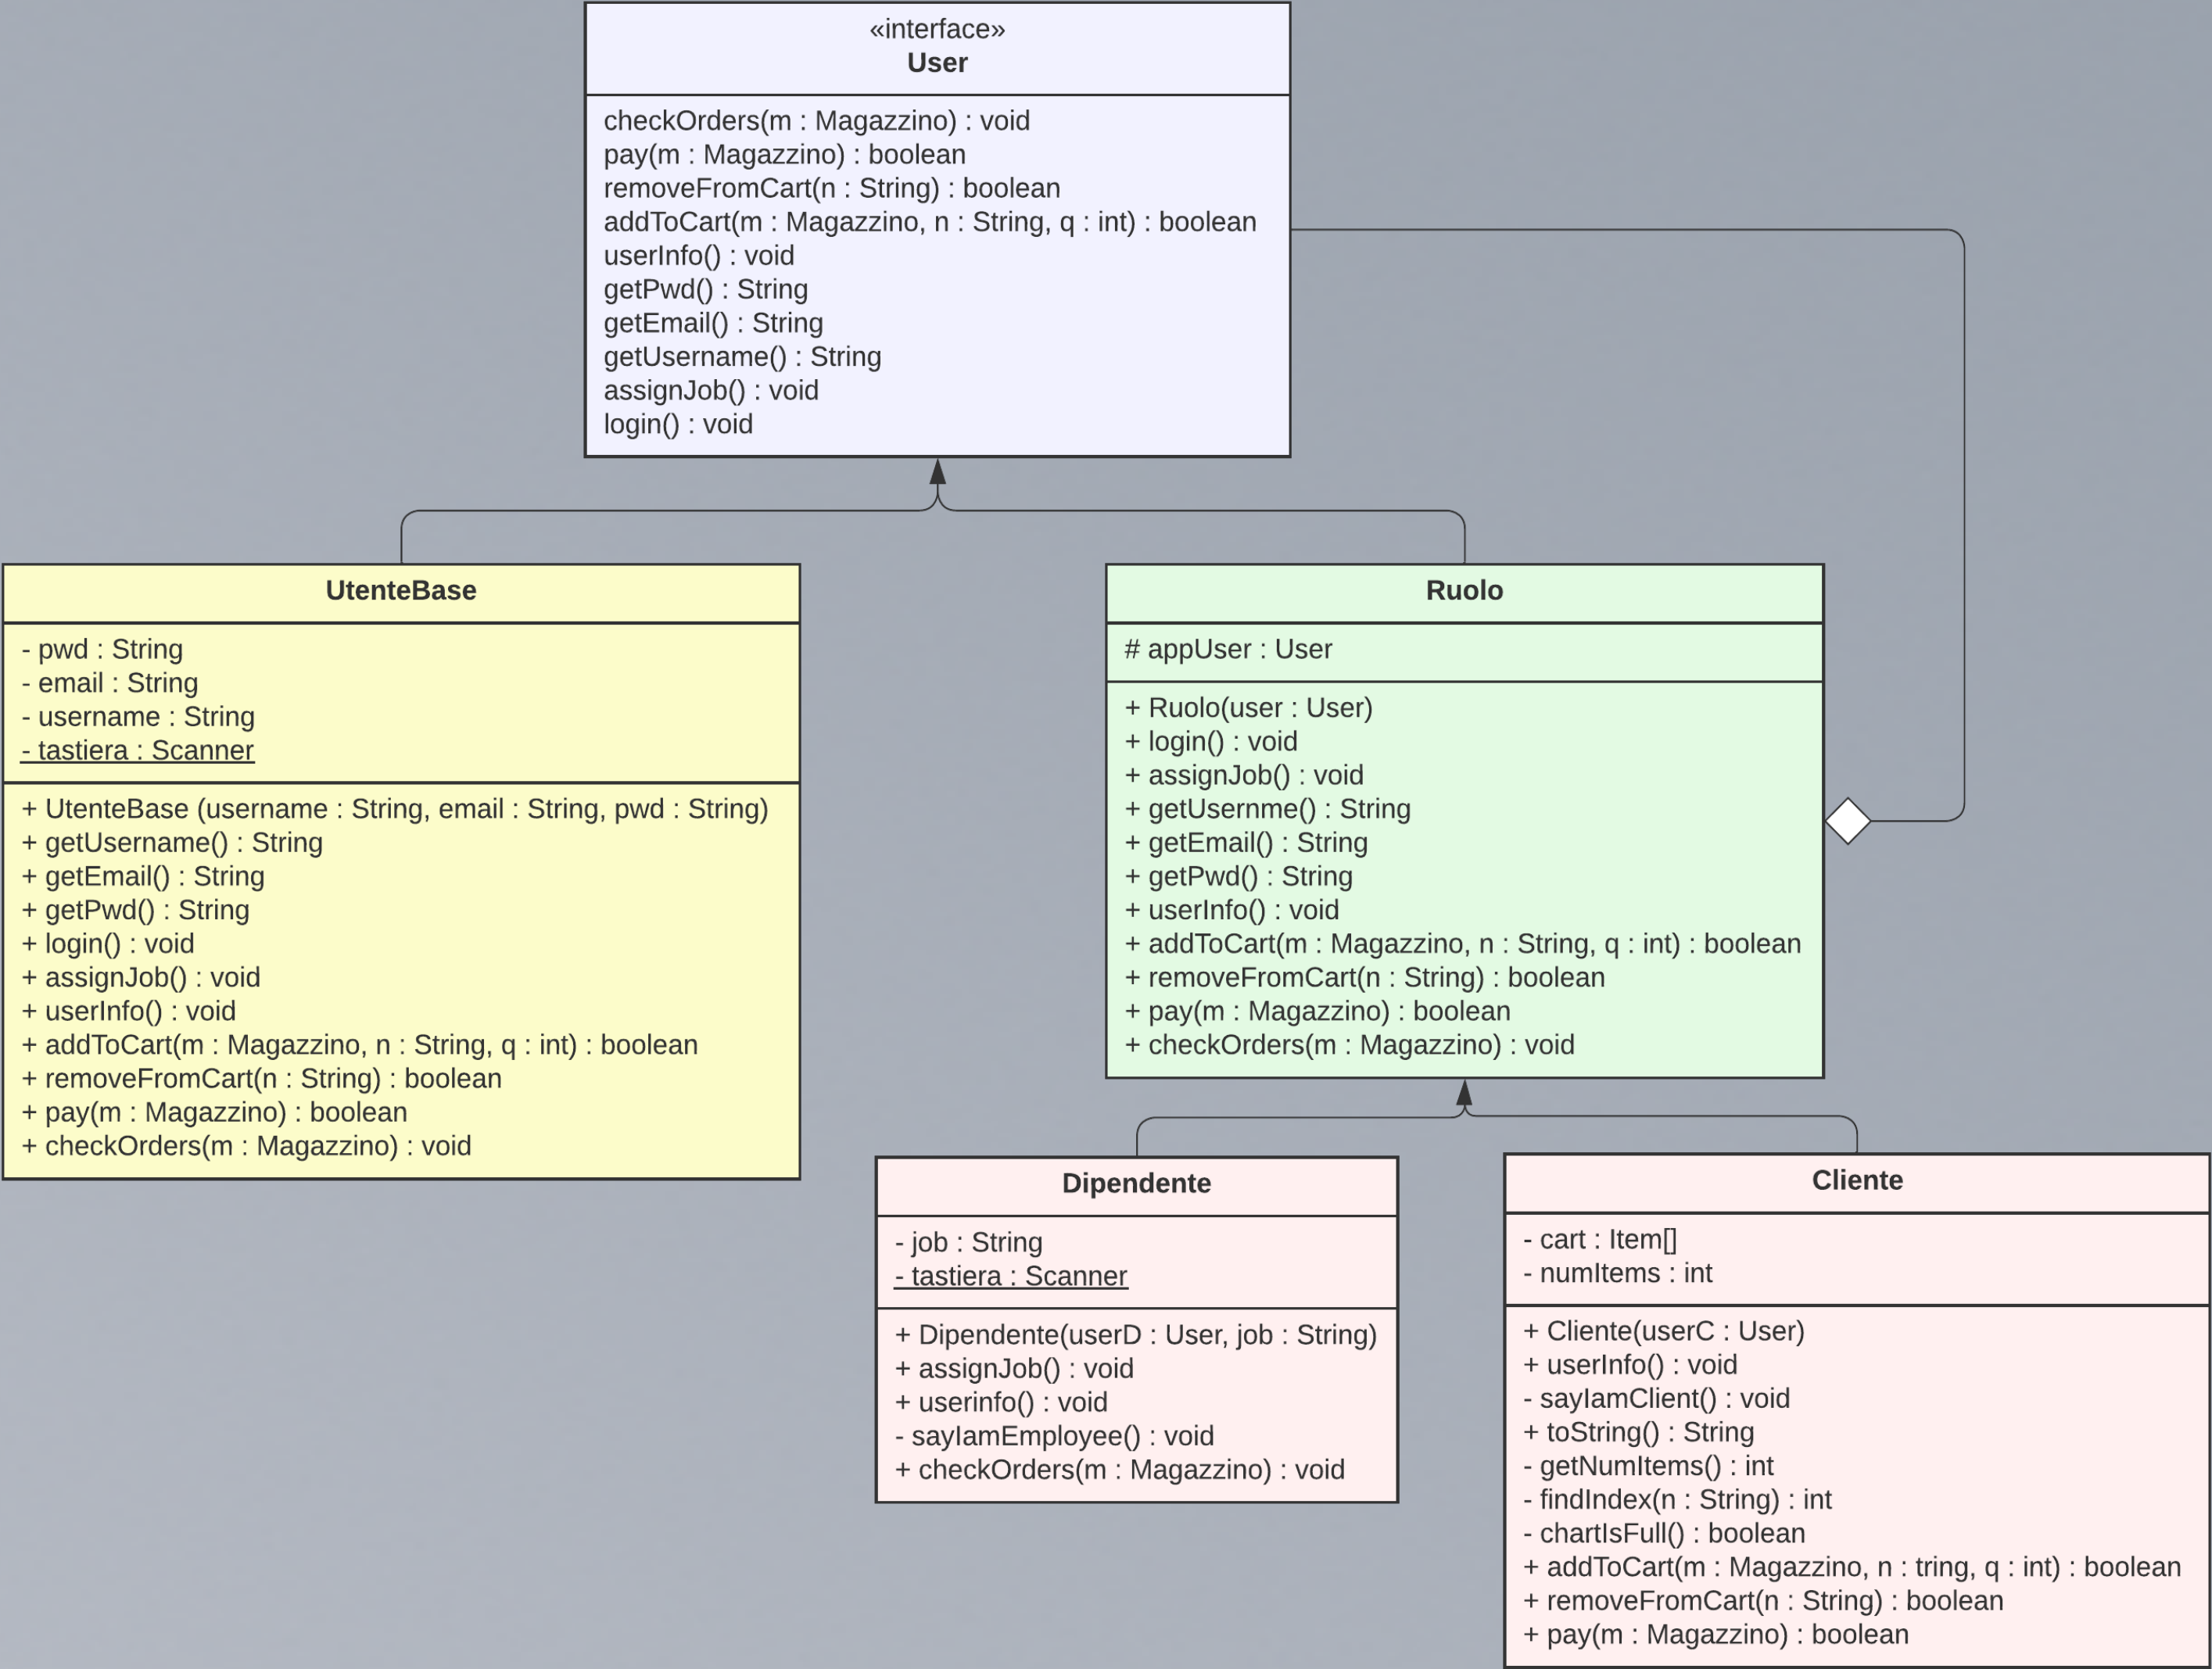 «interface»
User
checkOrders(m : Magazzino) : void
pay(m : Magazzino) : boolean
removeFromCart(n : String) : boolean
addToCart(m : Magazzino, n : String, q : int) : boolean
userInfo() : void
getPwd() : String
getEmail() : String
getUsername() : String
assignJob() : void
login() : void
UtenteBase
- pwd : String
- email : String
- username : String
- tastiera : Scanner
+ UtenteBase (username : String, email : String, pwd : String)
+ getUsername() : String
+ getEmail() : String
+ getPwd() : String
+ login() : void
+ assignJob() : void
+ userInfo() : void
+ addToCart(m : Magazzino, n : String, q : int) : boolean
+ removeFromCart(n : String) : boolean
+ pay(m : Magazzino) : boolean
+ checkOrders(m : Magazzino) : void
Ruolo
# appUser : User
+ Ruolo(user : User)
+ login() : void
+ assignJob() : void
+ getUsernme() : String
+ getEmail() : String
+ getPwd() : String
+ userInfo() : void
+ addToCart(m : Magazzino, n : String, q : int) : boolean
+ removeFromCart(n : String) : boolean
+ pay(m : Magazzino) : boolean
+ checkOrders(m : Magazzino) : void
Dipendente
- job : String
- tastiera : Scanner
+ Dipendente(userD : User, job : String)
+ assignJob() : void
+ userinfo() : void
- sayIamEmployee() : void
+ checkOrders(m : Magazzino) : void
Cliente
- cart : Item[]
- numItems : int
+ Cliente(userC : User)
+ userInfo() : void
- sayIamClient() : void
+ toString() : String
- getNumItems() : int
- findIndex(n : String) : int
- chartIsFull() : boolean
+ addToCart(m : Magazzino, n : tring, q : int) : boolean
+ removeFromCart(n : String) : boolean
+ pay(m : Magazzino) : boolean